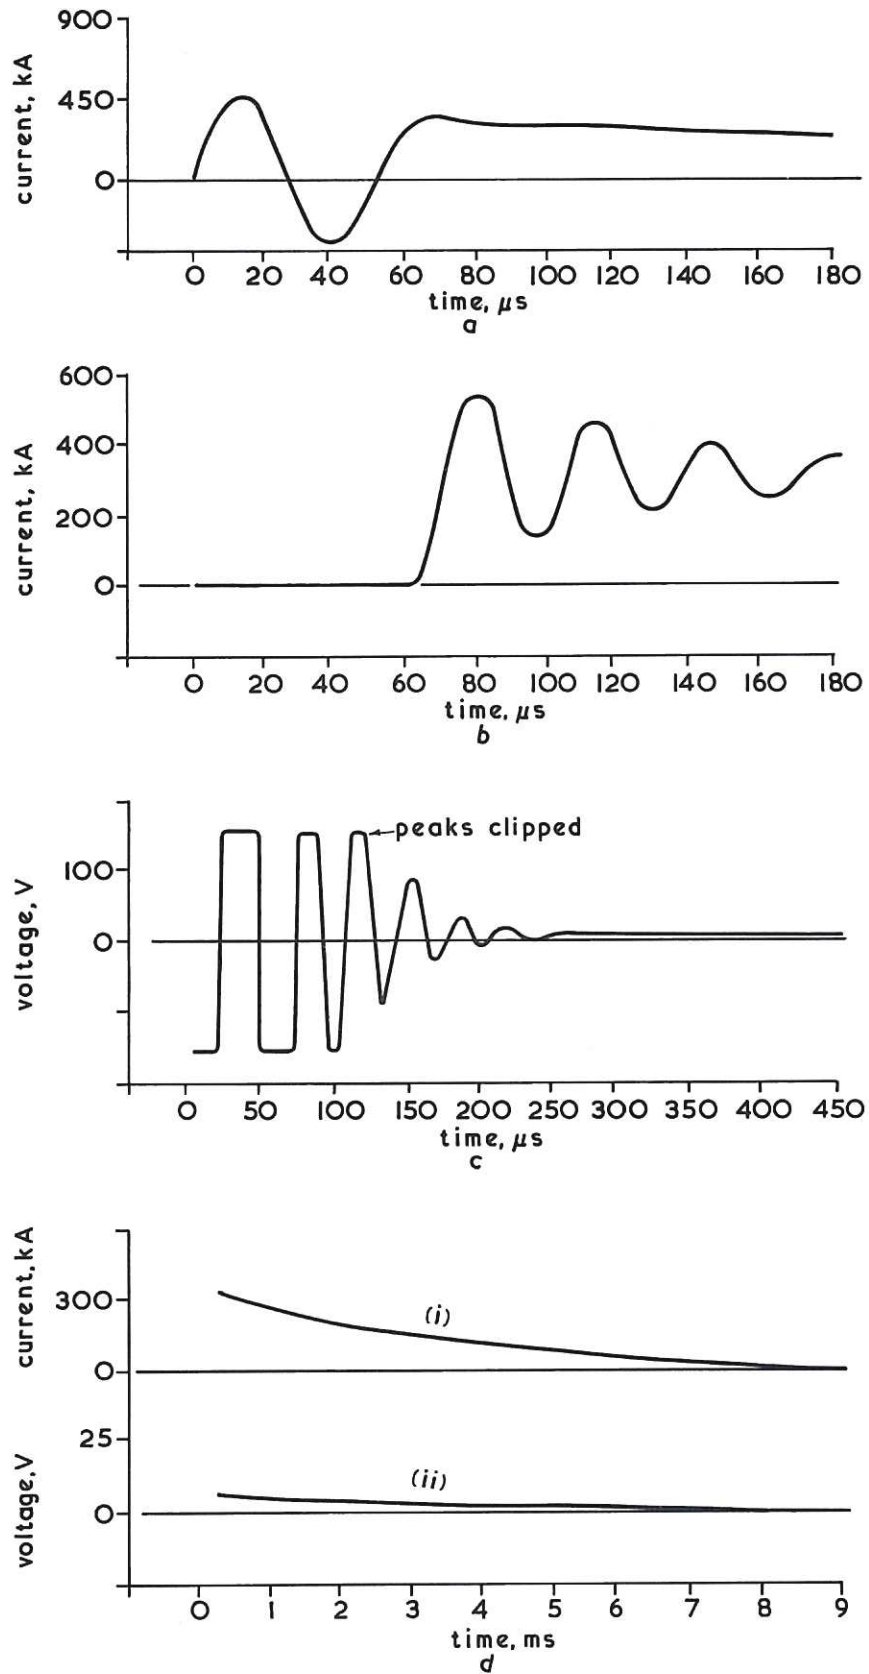 900
450
0
current, kA
0 20 40 60 80 100 120 140 160 180
time, μs
a
600
400
200
0
current, kA
0 20 40 60 80 100 120 140 160 180
time, μs
b
peaks clipped
100
0
voltage, V
0 50 100 150 200 250 300 350 400 450
time, μs
c
current, kA
300
(i)
0
25
(ii)
voltage, V
0
0 1 2 3 4 5 6 7 8 9
time, ms
d